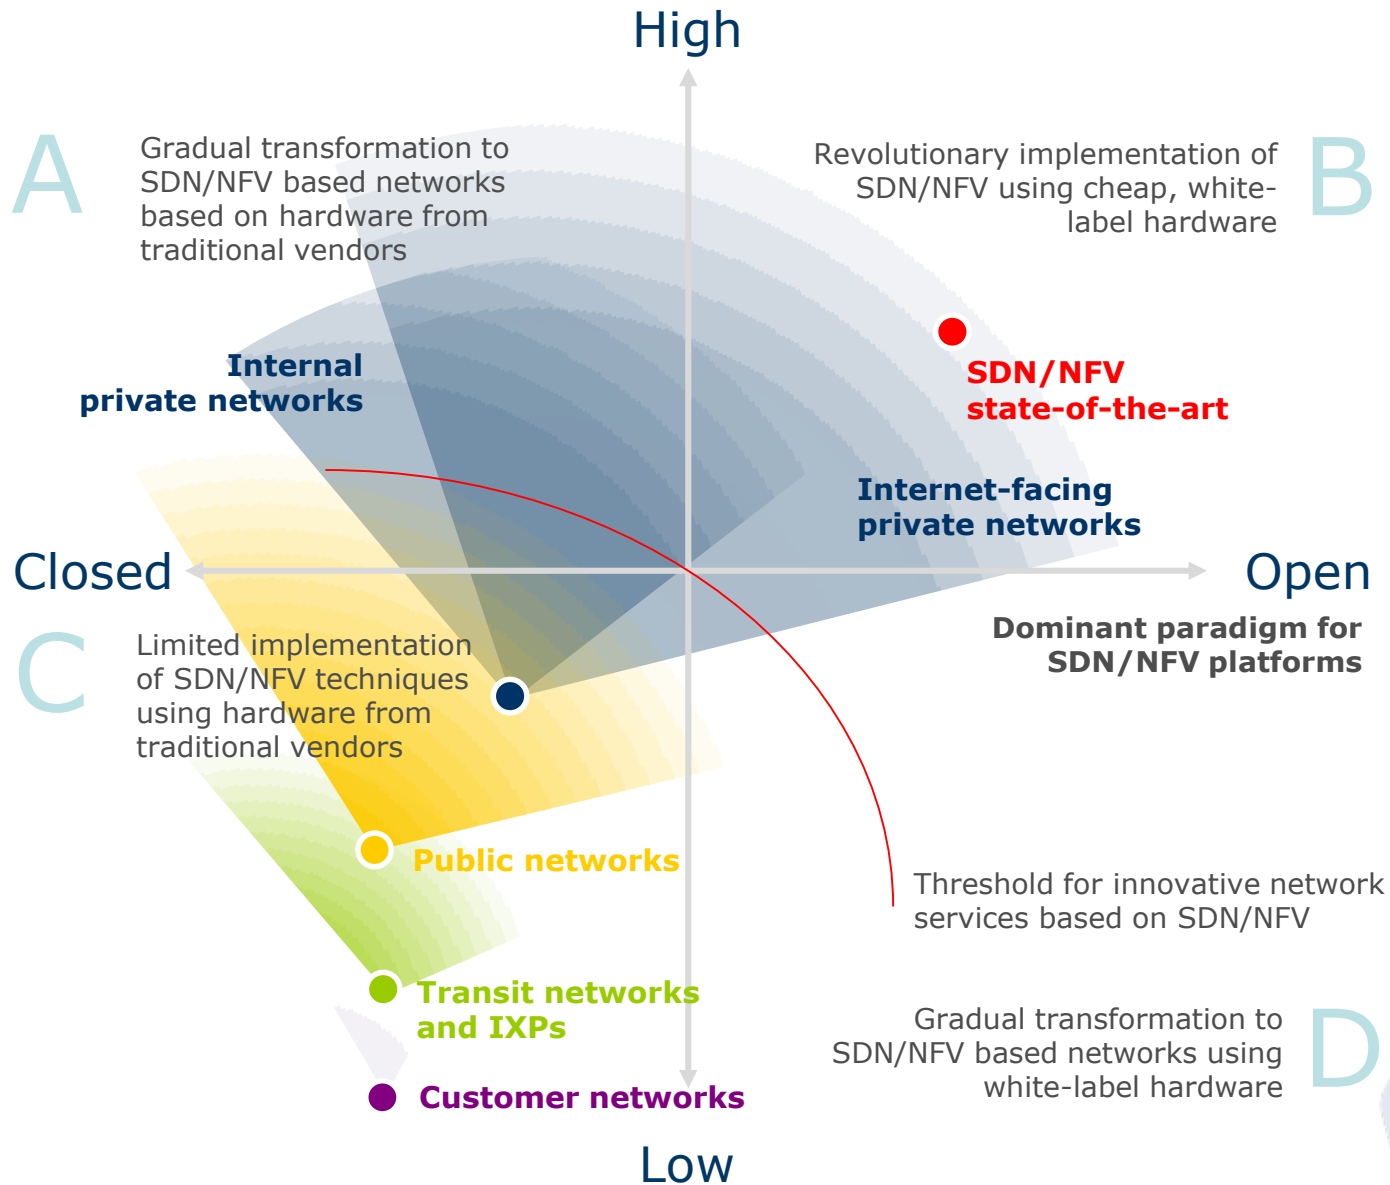 High
A
Gradual transformation to
SDN/NFV based networks
based on hardware from
traditional vendors
Revolutionary implementation of
SDN/NFV using cheap, white-
label hardware
B
Internal
private networks
SDN/NFV
state-of-the-art
Internet-facing
private networks
Closed
Open
Dominant paradigm for
SDN/NFV platforms
C
Limited implementation
of SDN/NFV techniques
using hardware from
traditional vendors
Public networks
Threshold for innovative network
services based on SDN/NFV
Transit networks
and IXPs
Gradual transformation to
SDN/NFV based networks using
white-label hardware
D
Customer networks
Low